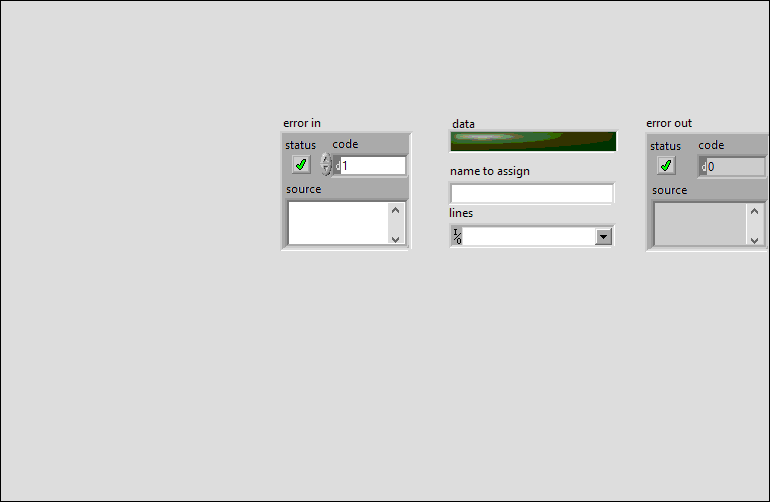 error in
status
code
d 1
source
data
name to assign
lines
I/O
error out
status
code
d 0
source